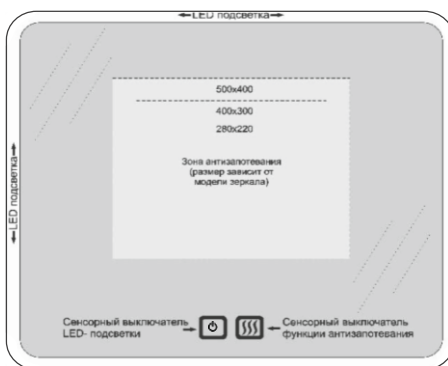 LED подсветка
LED подсветка
500x400
400x300
280x220
Зона антизапотевания
(размер зависит от
модели зеркала)
Сенсорный выключатель
LED- подсветки
Сенсорный выключатель
функции антизапотевания